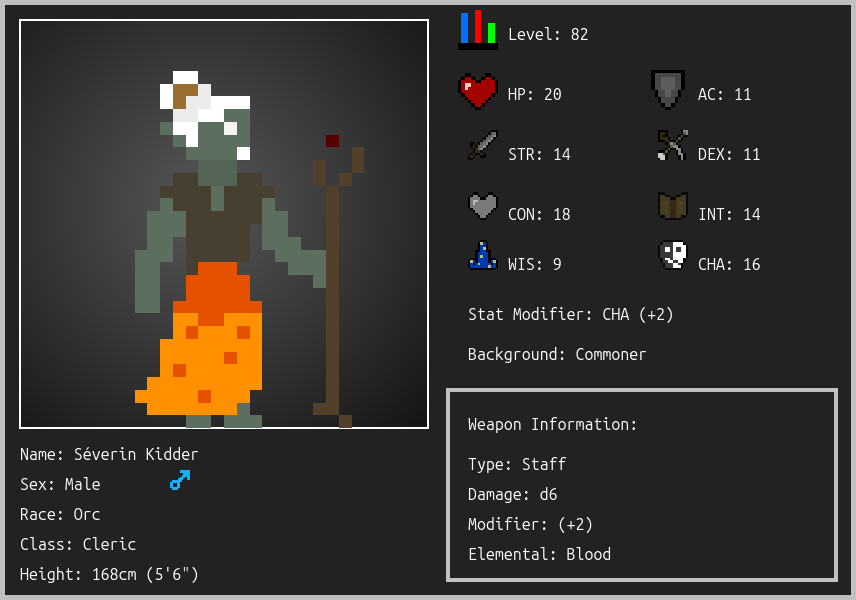 Level: 82
HP: 20
AC: 11
STR: 14
DEX: 11
CON: 18
INT: 14
WIS: 9
CHA: 16
Stat Modifier: CHA (+2)
Background: Commoner
Weapon Information:
Type: Staff
Damage: d6
Modifier: (+2)
Elemental: Blood
Name: Séverin Kidder
Sex: Male
Race: Orc
Class: Cleric
Height: 168cm (5'6")